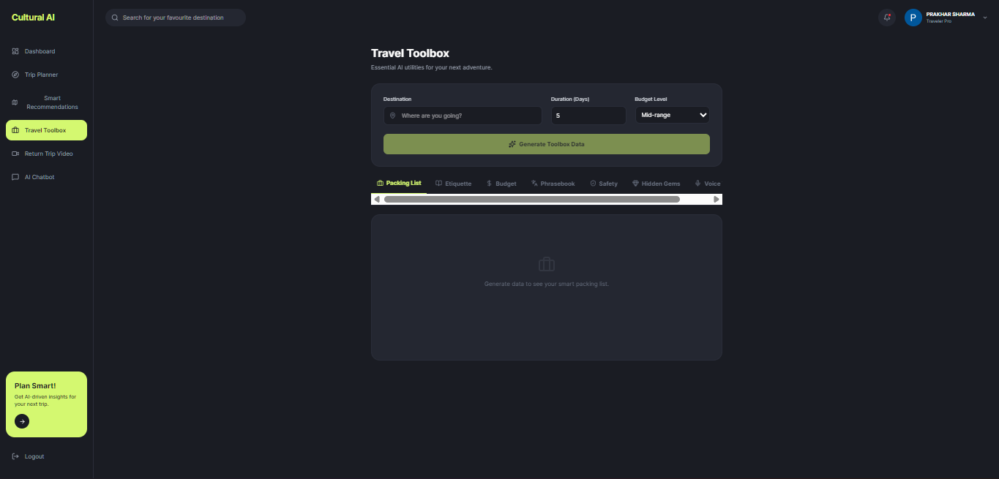 Cultural AI
Search for your favourite destination
P
PRAKHAR SHARMA
Traveler Pro
Dashboard
Trip Planner
Smart
Recommendations
Travel Toolbox
Return Trip Video
AI Chatbot
Travel Toolbox
Essential AI utilities for your next adventure.
Destination Duration (Days) Budget Level
Where are you going? 5 Mid-range
Generate Toolbox Data
Packing List Etiquette Budget Phrasebook Safety Hidden Gems Voice
Generate data to see your smart packing list.
Plan Smart!
Get AI-driven insights for
your next trip.
Logout